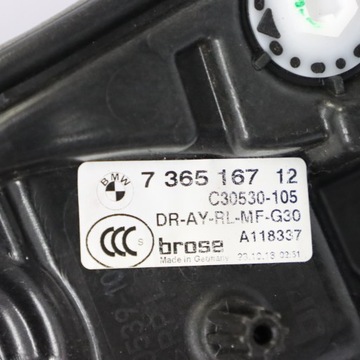 BMW 7 365 167 12
C30530-105
DR-AY-RL-MF-G30
CCC S brose A118337
Made in Germany